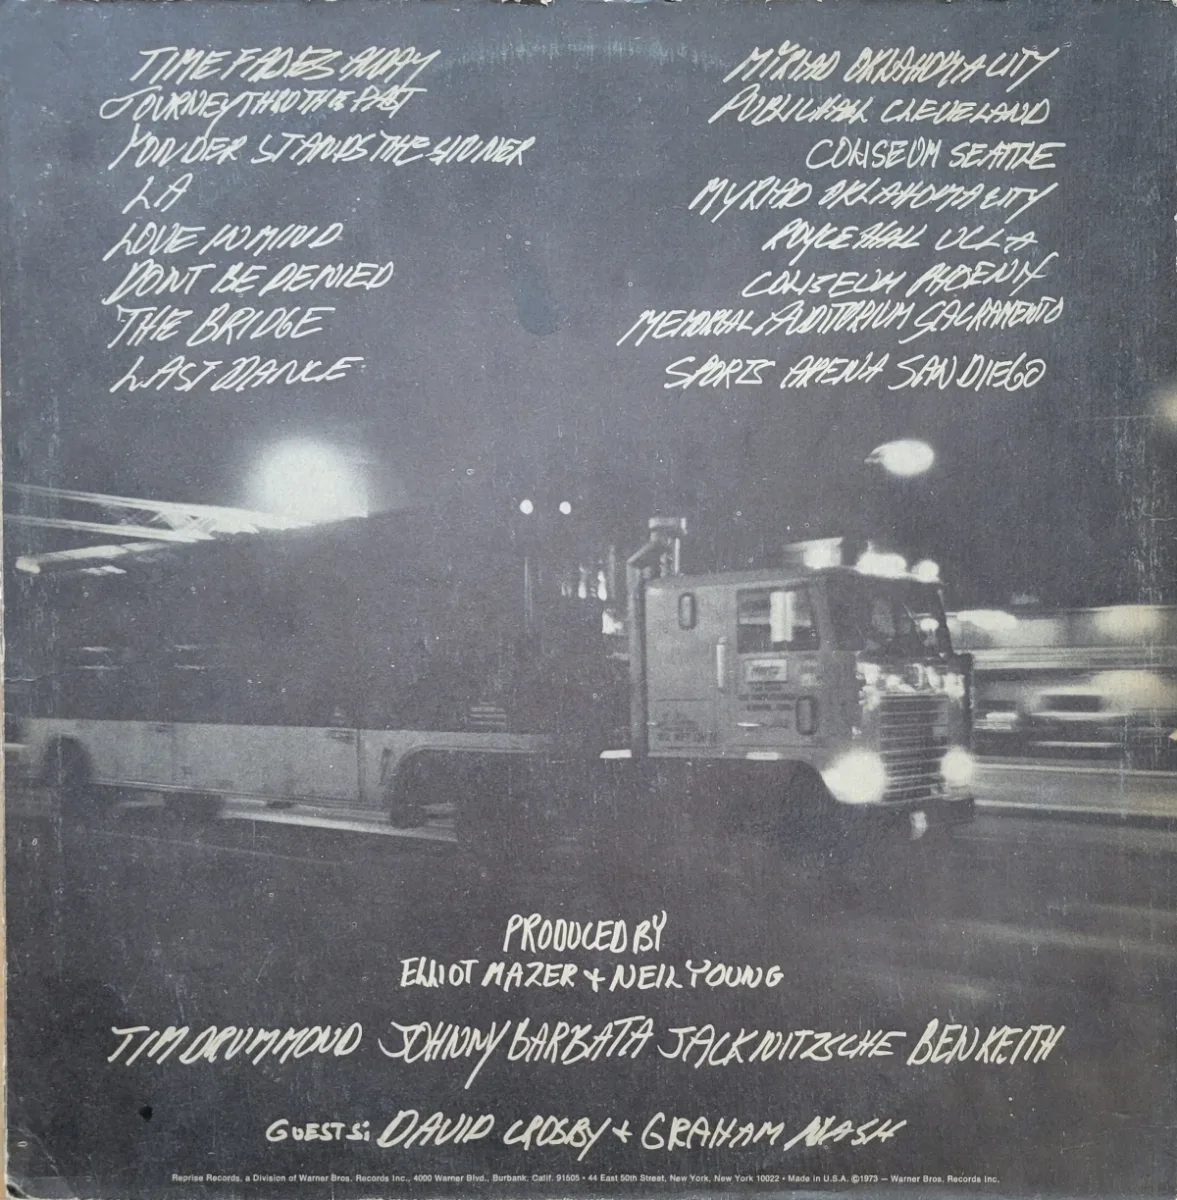 TIME FADES AWAY MYRIAD OKLAHOMA CITY
JOURNEY THRO THE PAST PUBLIC HALL CLEVELAND
YONDER STANDS THE SINNER COLISEUM SEATTLE
LA MYRIAD OKLAHOMA CITY
LOVE IN MIND ROYCE HALL UCLA
DONT BE DENIED COLISEUM PHOENIX
THE BRIDGE MEMORIAL AUDITORIUM SACRAMENTO
LAST DANCE SPORTS ARENA SAN DIEGO
PRODUCED BY
ELLIOT MAZER + NEIL YOUNG
TIM DRUMMOND JOHNNY BARBATA JACK NITZSCHE BEN KEITH
GUESTS: DAVID CROSBY + GRAHAM NASH
Reprise Records, a Division of Warner Bros. Records Inc., 4000 Warner Blvd., Burbank, Calif. 91505 • 44 East 50th Street, New York, New York 10022 • Made in U.S.A. ©1973 — Warner Bros. Records Inc.